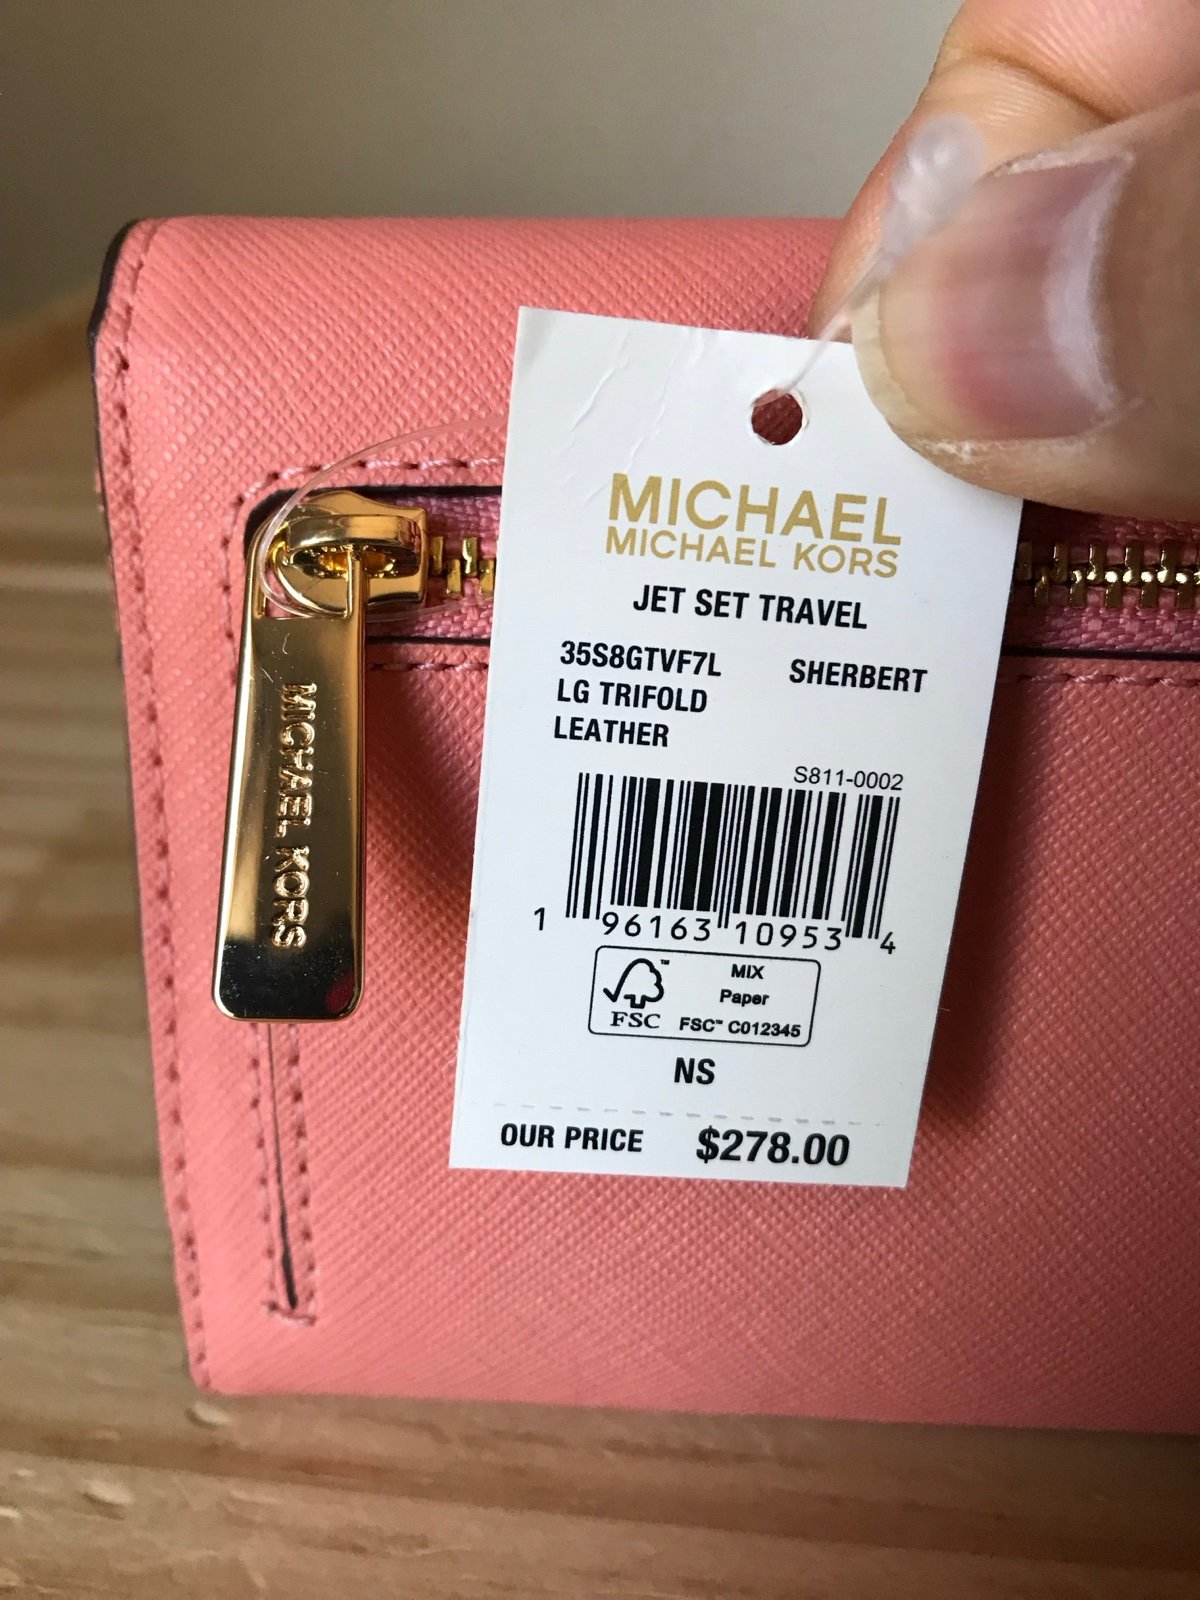 MICHAEL
MICHAEL KORS
JET SET TRAVEL
35S8GTVF7L SHERBERT
LG TRIFOLD
LEATHER
S811-0002
1 96163 10953 4
MIX
Paper
FSC™ C012345
FSC
NS
OUR PRICE $278.00
MICHAEL KORS